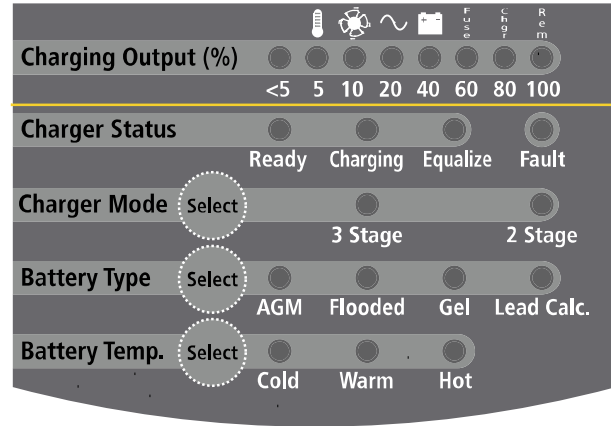 Fuse Chgr Rem
Charging Output (%)
<5 5 10 20 40 60 80 100
Charger Status
Ready Charging Equalize Fault
Charger Mode Select
3 Stage 2 Stage
Battery Type Select
AGM Flooded Gel Lead Calc.
Battery Temp. Select
Cold Warm Hot